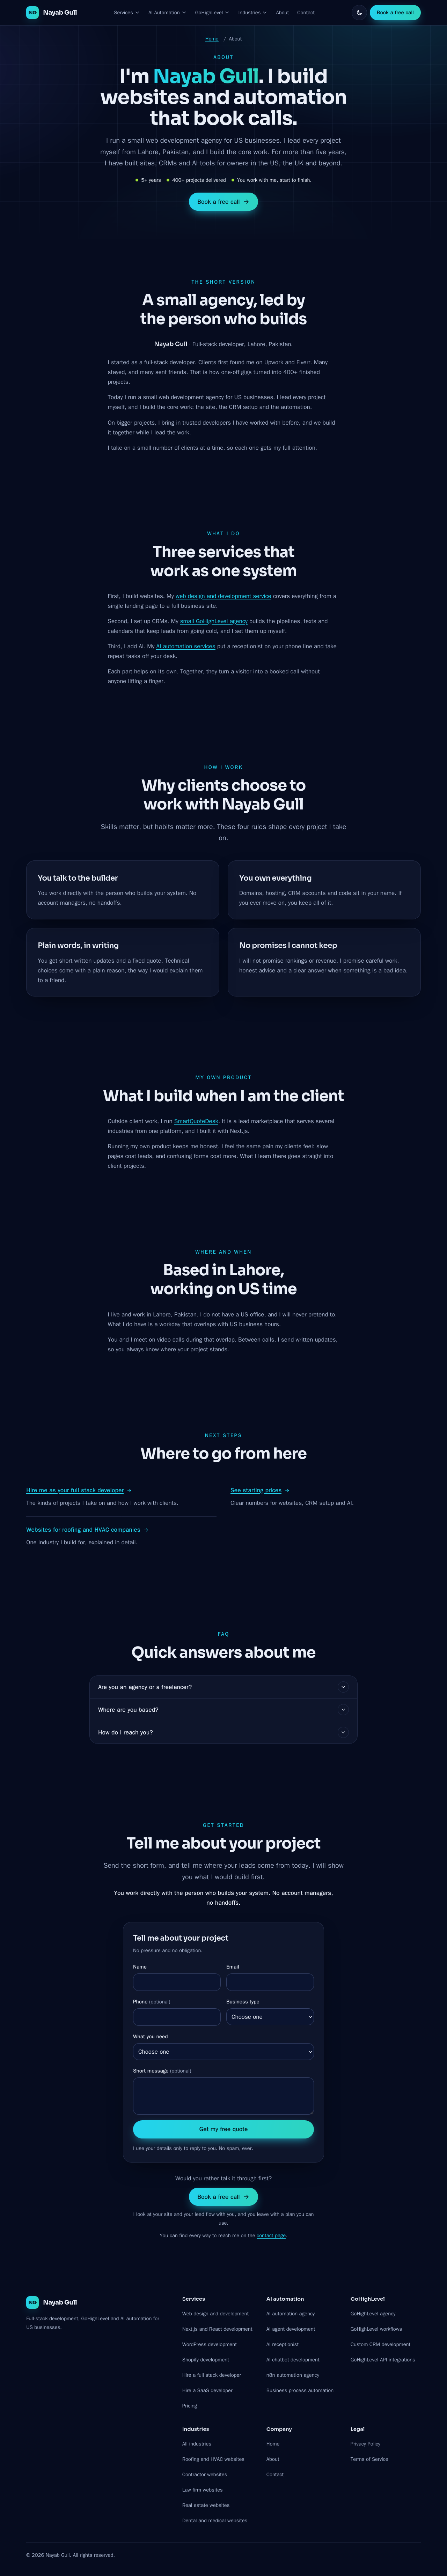 NG Nayab Gull
Services
AI Automation
GoHighLevel
Industries
About
Contact
Book a free call
Home / About
ABOUT
I'm Nayab Gull. I build
websites and automation
that book calls.
I run a small web development agency for US businesses. I lead every project
myself from Lahore, Pakistan, and I build the core work. For more than five years,
I have built sites, CRMs and AI tools for owners in the US, the UK and beyond.
5+ years
400+ projects delivered
You work with me, start to finish.
Book a free call →
THE SHORT VERSION
A small agency, led by
the person who builds
Nayab Gull · Full-stack developer, Lahore, Pakistan.
I started as a full-stack developer. Clients first found me on Upwork and Fiverr. Many
stayed, and many sent friends. That is how one-off gigs turned into 400+ finished
projects.
Today I run a small web development agency for US businesses. I lead every project
myself, and I build the core work: the site, the CRM setup and the automation.
On bigger projects, I bring in trusted developers I have worked with before, and we build
it together while I lead the work.
I take on a small number of clients at a time, so each one gets my full attention.
WHAT I DO
Three services that
work as one system
First, I build websites. My web design and development service covers everything from a
single landing page to a full business site.
Second, I set up CRMs. My small GoHighLevel agency builds the pipelines, texts and
calendars that keep leads from going cold, and I set them up myself.
Third, I add AI. My AI automation services put a receptionist on your phone line and take
repeat tasks off your desk.
Each part helps on its own. Together, they turn a visitor into a booked call without
anyone lifting a finger.
HOW I WORK
Why clients choose to
work with Nayab Gull
Skills matter, but habits matter more. These four rules shape every project I take
on.
You talk to the builder
You work directly with the person who builds your system. No
account managers, no handoffs.
You own everything
Domains, hosting, CRM accounts and code sit in your name. If
you ever move on, you keep all of it.
Plain words, in writing
You get short written updates and a fixed quote. Technical
choices come with a plain reason, the way I would explain them
to a friend.
No promises I cannot keep
I will not promise rankings or revenue. I promise careful work,
honest advice and a clear answer when something is a bad idea.
MY OWN PRODUCT
What I build when I am the client
Outside client work, I run SmartQuoteDesk. It is a lead marketplace that serves several
industries from one platform, and I built it with Next.js.
Running my own product keeps me honest. I feel the same pain my clients feel: slow
pages cost leads, and confusing forms cost more. What I learn there goes straight into
client projects.
WHERE AND WHEN
Based in Lahore,
working on US time
I live and work in Lahore, Pakistan. I do not have a US office, and I will never pretend to.
What I do have is a workday that overlaps with US business hours.
You and I meet on video calls during that overlap. Between calls, I send written updates,
so you always know where your project stands.
NEXT STEPS
Where to go from here
Hire me as your full stack developer →
The kinds of projects I take on and how I work with clients.
See starting prices →
Clear numbers for websites, CRM setup and AI.
Websites for roofing and HVAC companies →
One industry I build for, explained in detail.
FAQ
Quick answers about me
Are you an agency or a freelancer?
Where are you based?
How do I reach you?
GET STARTED
Tell me about your project
Send the short form, and tell me where your leads come from today. I will show
you what I would build first.
You work directly with the person who builds your system. No account managers,
no handoffs.
Tell me about your project
No pressure and no obligation.
Name
Email
Phone (optional)
Business type
Choose one
What you need
Choose one
Short message (optional)
Get my free quote
I use your details only to reply to you. No spam, ever.
Would you rather talk it through first?
Book a free call →
I look at your site and your lead flow with you, and you leave with a plan you can
use.
You can find every way to reach me on the contact page.
NG Nayab Gull
Full-stack development, GoHighLevel and AI automation for
US businesses.
Services
Web design and development
Next.js and React development
WordPress development
Shopify development
Hire a full stack developer
Hire a SaaS developer
Pricing
AI automation
AI automation agency
AI agent development
AI receptionist
AI chatbot development
n8n automation agency
Business process automation
GoHighLevel
GoHighLevel agency
GoHighLevel workflows
Custom CRM development
GoHighLevel API integrations
Industries
All industries
Roofing and HVAC websites
Contractor websites
Law firm websites
Real estate websites
Dental and medical websites
Company
Home
About
Contact
Legal
Privacy Policy
Terms of Service
© 2026 Nayab Gull. All rights reserved.